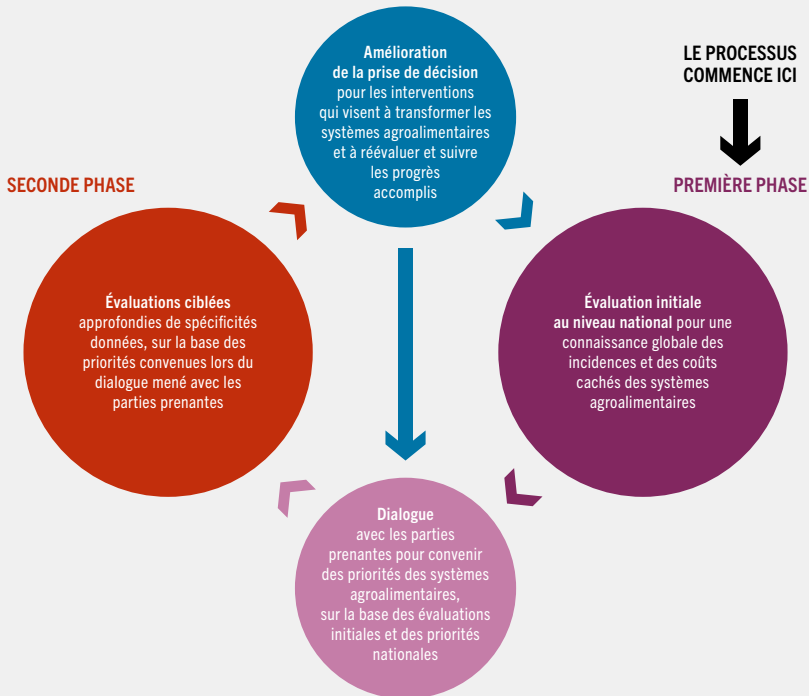 Amélioration
de la prise de décision
pour les interventions
qui visent à transformer les
systèmes agroalimentaires
et à réévaluer et suivre
les progrès
accomplis
LE PROCESSUS
COMMENCE ICI
SECONDE PHASE
PREMIÈRE PHASE
Évaluations ciblées
approfondies de spécificités
données, sur la base des
priorités convenues lors du
dialogue mené avec les
parties prenantes
Évaluation initiale
au niveau national pour une
connaissance globale des
incidences et des coûts
cachés des systèmes
agroalimentaires
Dialogue
avec les parties
prenantes pour convenir
des priorités des systèmes
agroalimentaires,
sur la base des évaluations
initiales et des priorités
nationales